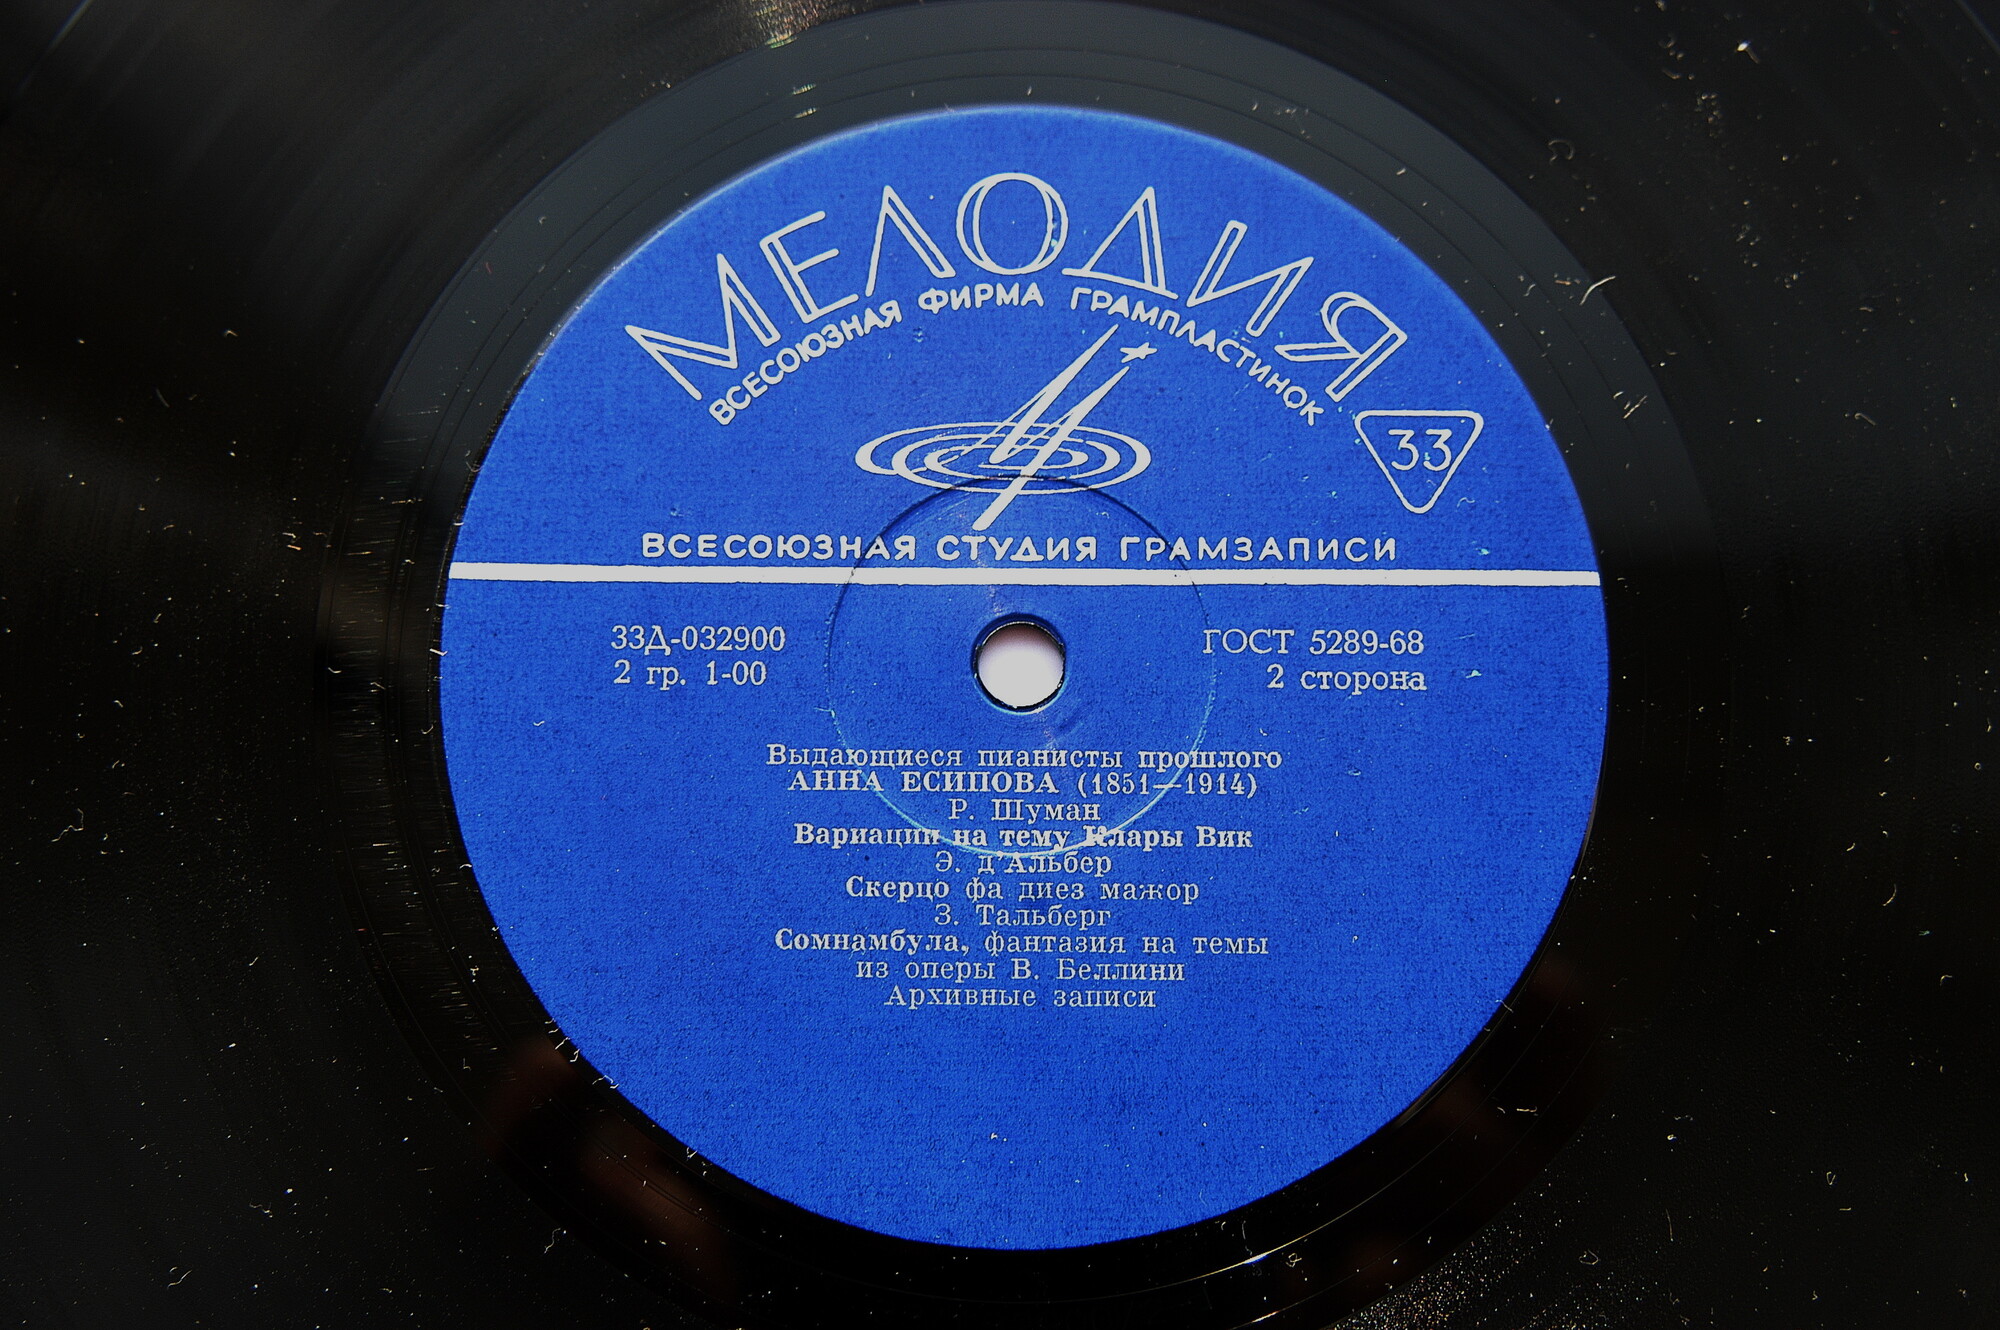 МЕЛОДИЯ
ВСЕСОЮЗНАЯ ФИРМА ГРАМПЛАСТИНОК
33
ВСЕСОЮЗНАЯ СТУДИЯ ГРАМЗАПИСИ
33Д-032900
ГОСТ 5289-68
2 гр. 1-00
2 сторона
Выдающиеся пианисты прошлого
АННА ЕСИПОВА (1851—1914)
Р. Шуман
Вариации на тему Клары Вик
Э. д'Альбер
Скерцо фа диез мажор
З. Тальберг
Сомнамбула, фантазия на темы
из оперы В. Беллини
Архивные записи